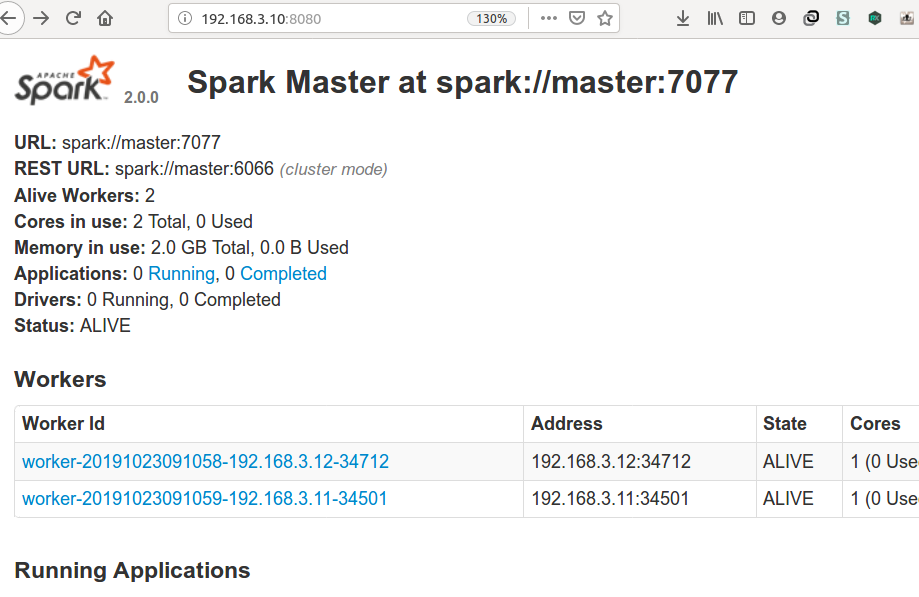 192.168.3.10:8080 130%
APACHE Spark 2.0.0 Spark Master at spark://master:7077
URL: spark://master:7077
REST URL: spark://master:6066 (cluster mode)
Alive Workers: 2
Cores in use: 2 Total, 0 Used
Memory in use: 2.0 GB Total, 0.0 B Used
Applications: 0 Running, 0 Completed
Drivers: 0 Running, 0 Completed
Status: ALIVE
Workers
Worker Id Address State Cores
worker-20191023091058-192.168.3.12-34712 192.168.3.12:34712 ALIVE 1 (0 Use
worker-20191023091059-192.168.3.11-34501 192.168.3.11:34501 ALIVE 1 (0 Use
Running Applications